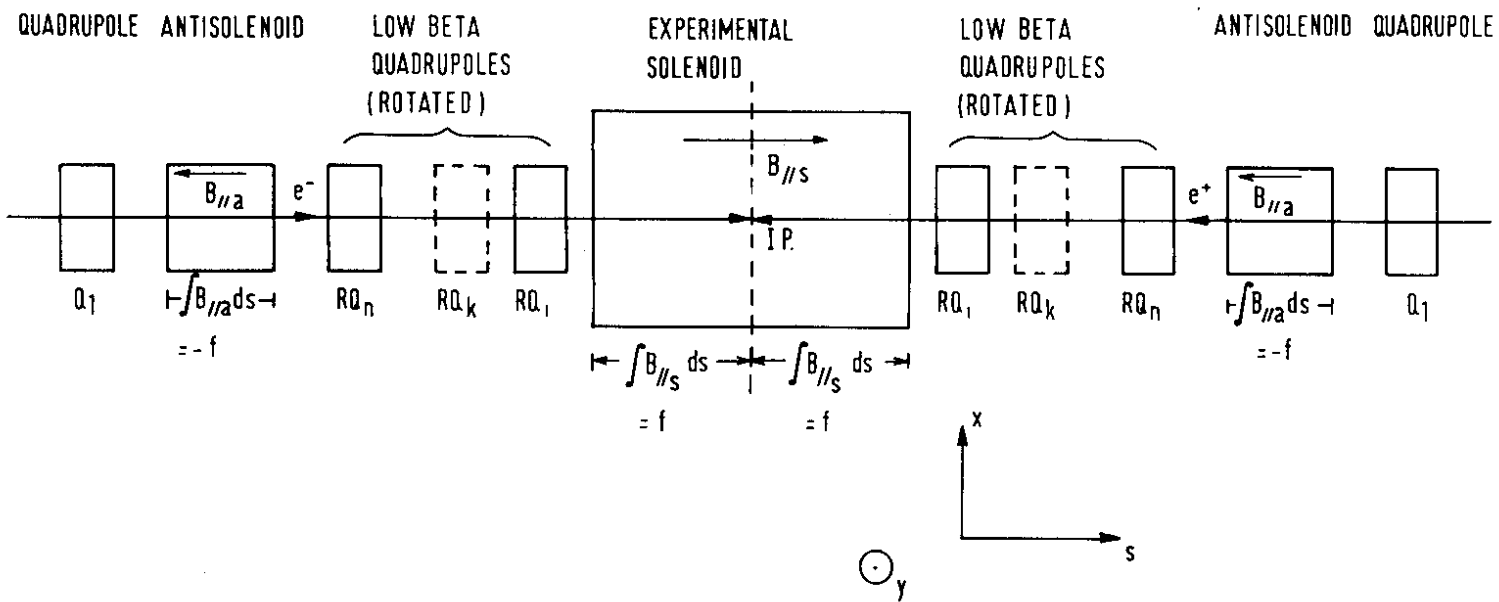 QUADRUPOLE ANTISOLENOID
LOW BETA
QUADRUPOLES
(ROTATED)
EXPERIMENTAL
SOLENOID
LOW BETA
QUADRUPOLES
(ROTATED)
ANTISOLENOID QUADRUPOLE
B//a
e⁻
B//s
I P.
e⁺
B//a
Q1
∫B//a ds
= - f
RQn
RQk
RQ1
∫B//s ds
= f
∫B//s ds
= f
RQ1
RQk
RQn
∫B//a ds
= -f
Q1
x
s
y